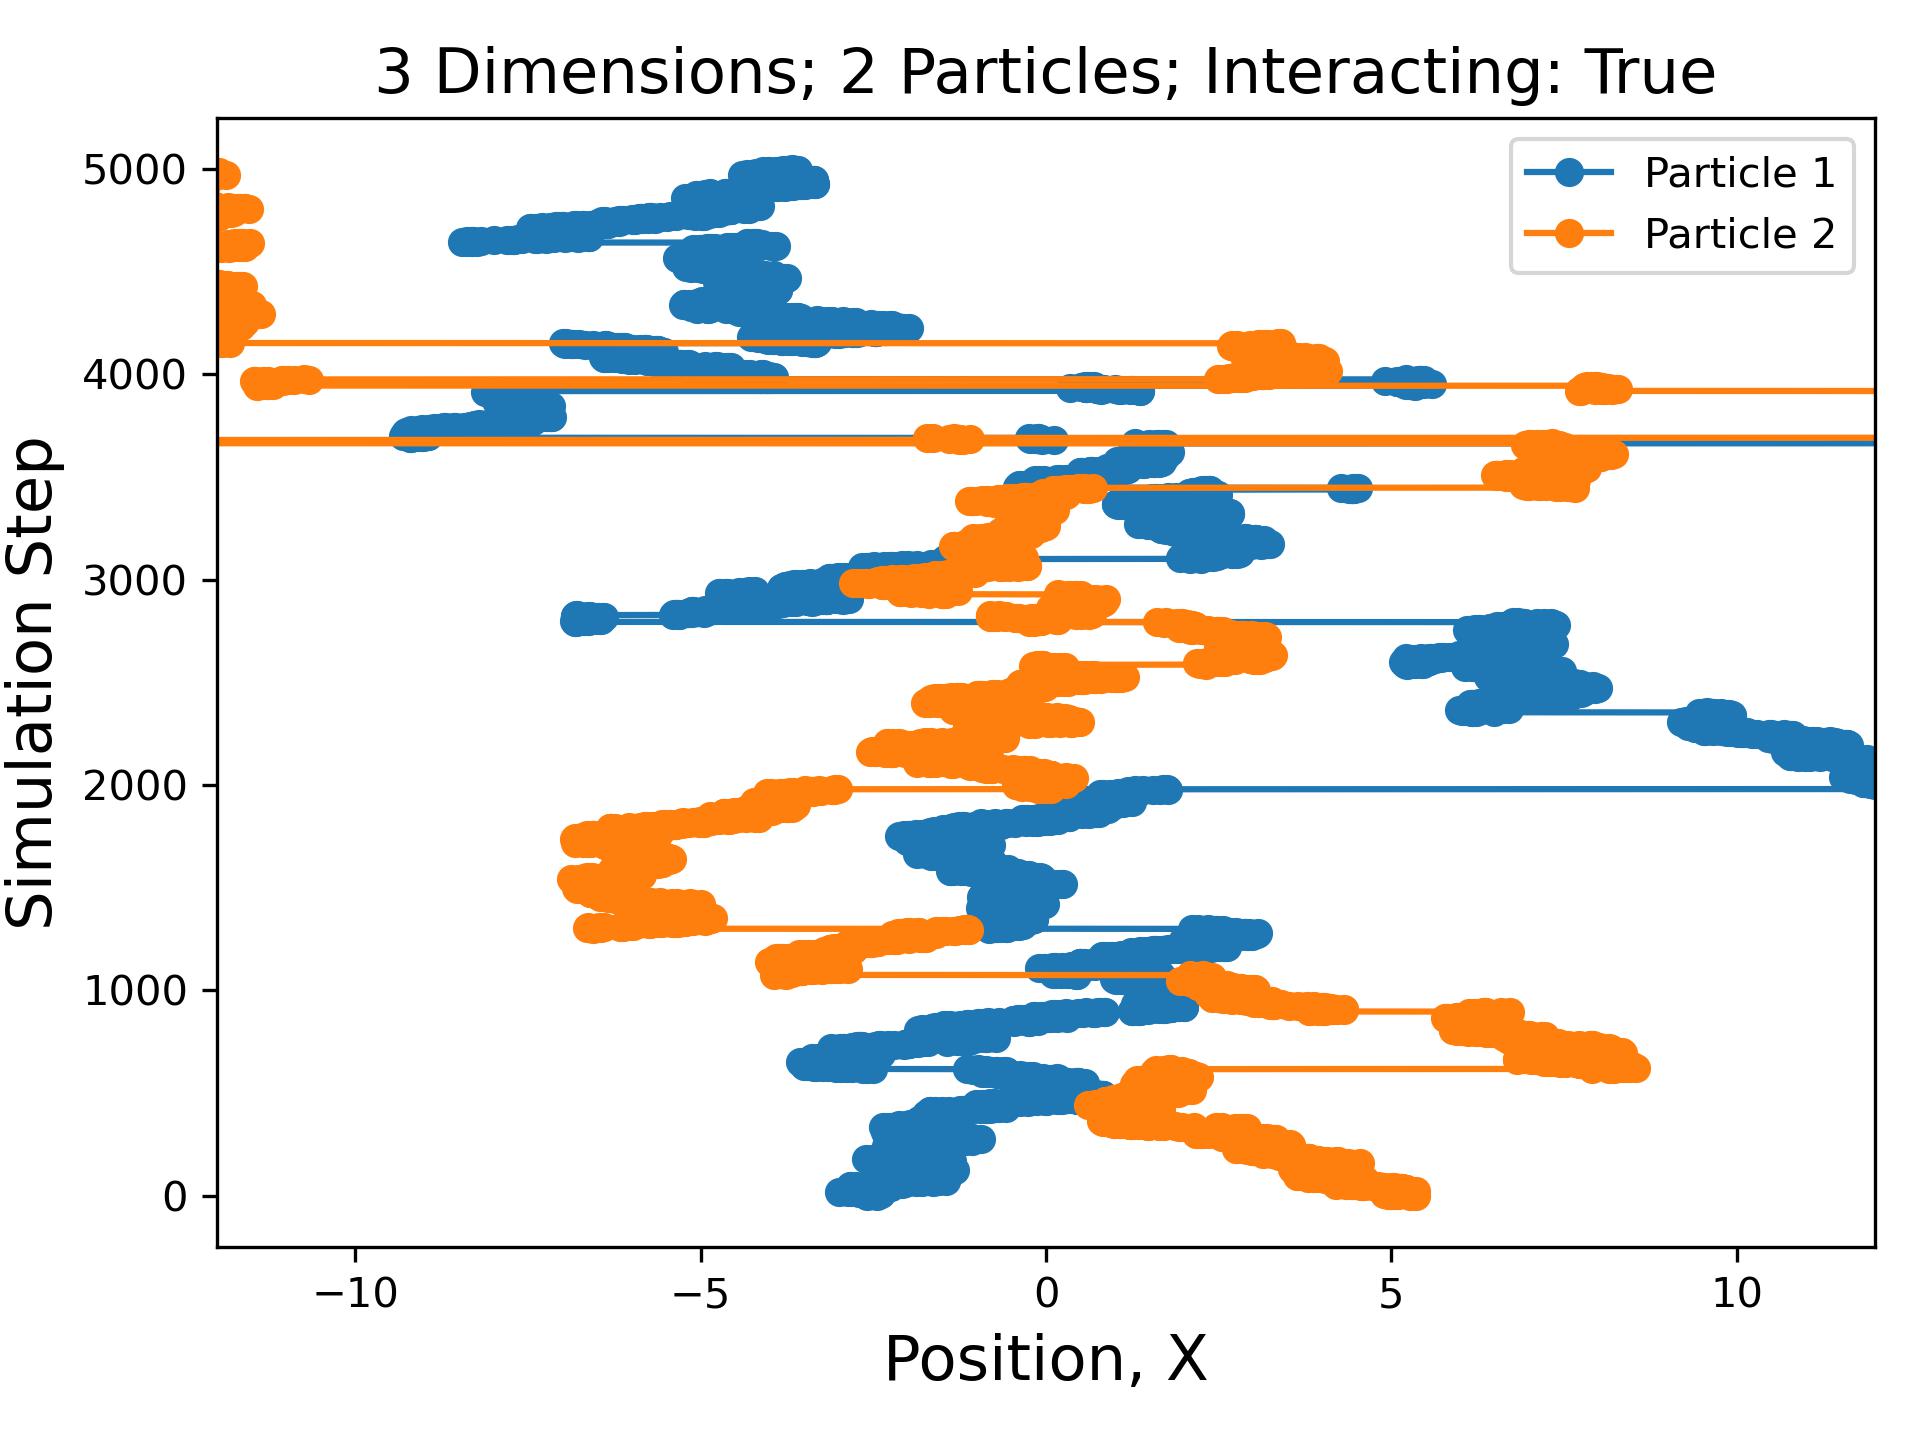 3 Dimensions; 2 Particles; Interacting: True
Particle 1
Particle 2
Simulation Step
5000
4000
3000
2000
1000
0
−10
−5
0
5
10
Position, X